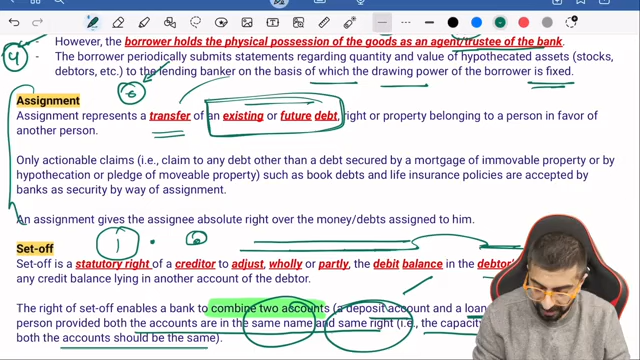 However, the borrower holds the physical possession of the goods as an agent/trustee of the bank.
4 - The borrower periodically submits statements regarding quantity and value of hypothecated assets (stocks,
debtors, etc.) to the lending banker on the basis of which the drawing power of the borrower is fixed.
Assignment
Assignment represents a transfer of an existing or future debt, right or property belonging to a person in favor of
another person.
Only actionable claims (i.e., claim to any debt other than a debt secured by a mortgage of immovable property or by
hypothecation or pledge of moveable property) such as book debts and life insurance policies are accepted by
banks as security by way of assignment.
An assignment gives the assignee absolute right over the money/debts assigned to him.
1
Set-off
Set-off is a statutory right of a creditor to adjust, wholly or partly, the debit balance in the debtor's
any credit balance lying in another account of the debtor.
The right of set-off enables a bank to combine two accounts (a deposit account and a loan
person provided both the accounts are in the same name and same right (i.e., the capacity
both the accounts should be the same).